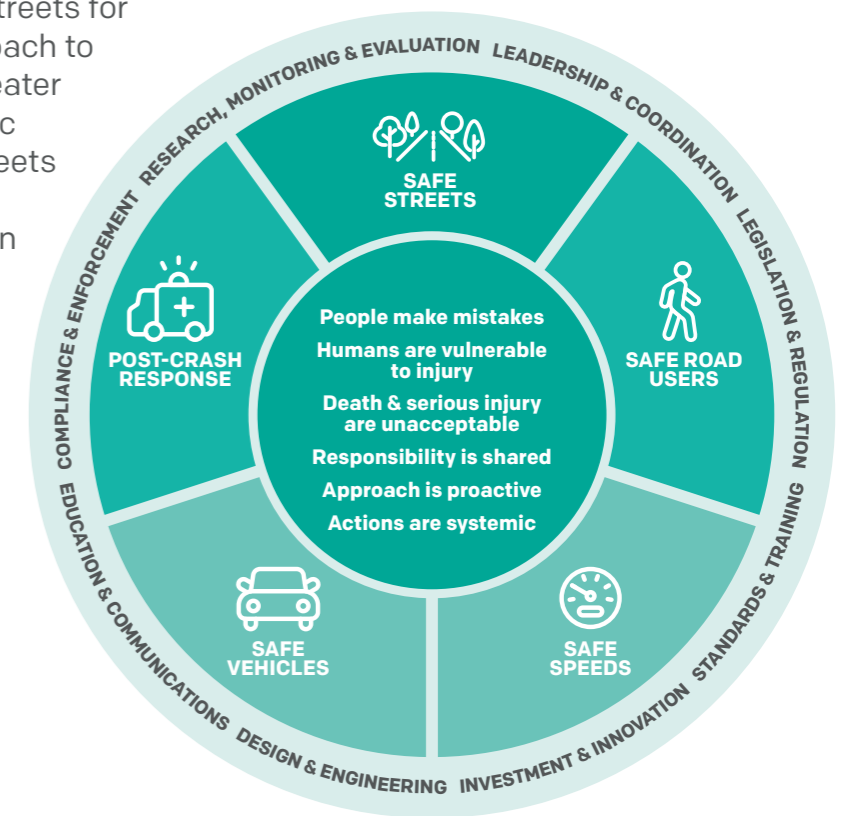 treets for
oach to
eater
c
eets
n
RESEARCH, MONITORING & EVALUATION
LEADERSHIP & COORDINATION
LEGISLATION & REGULATION
STANDARDS & TRAINING
INVESTMENT & INNOVATION
DESIGN & ENGINEERING
EDUCATION & COMMUNICATIONS
COMPLIANCE & ENFORCEMENT
SAFE
STREETS
SAFE ROAD
USERS
SAFE
SPEEDS
SAFE
VEHICLES
POST-CRASH
RESPONSE
People make mistakes
Humans are vulnerable
to injury
Death & serious injury
are unacceptable
Responsibility is shared
Approach is proactive
Actions are systemic